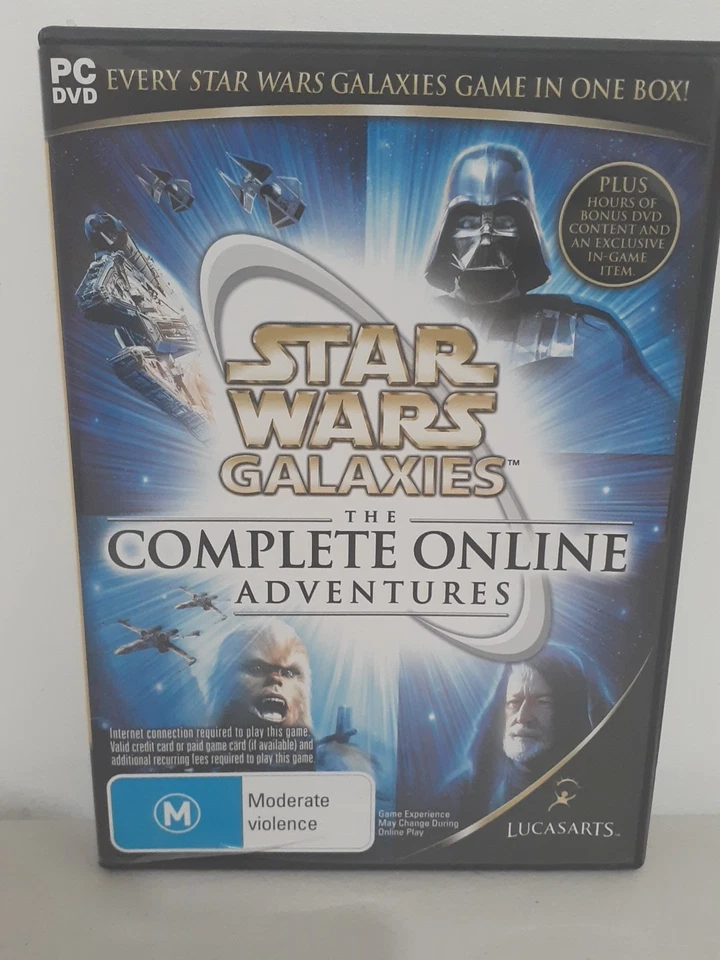 PC
DVD
EVERY STAR WARS GALAXIES GAME IN ONE BOX!
PLUS
HOURS OF
BONUS DVD
CONTENT AND
AN EXCLUSIVE
IN-GAME
ITEM.
STAR
WARS
GALAXIES™
THE
COMPLETE ONLINE
ADVENTURES
Internet connection required to play this game.
Valid credit card or paid game card (if available) and
additional recurring fees required to play this game.
M
Moderate
violence
Game Experience
May Change During
Online Play
LUCASARTS™